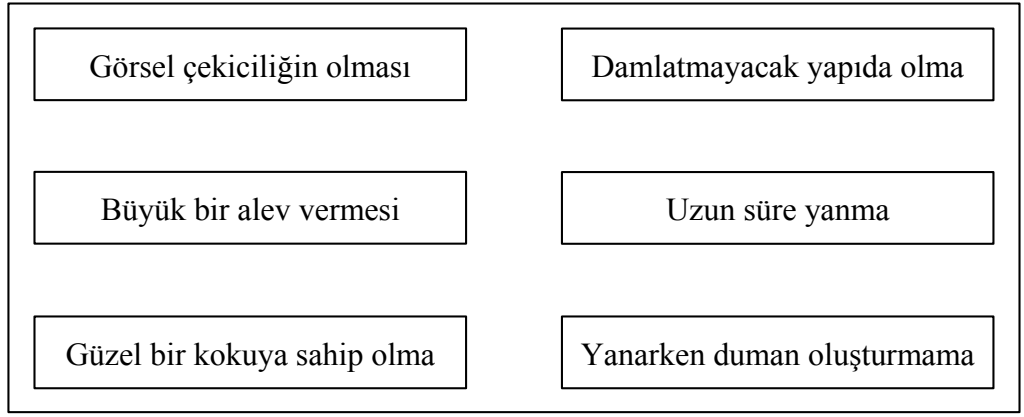 Görsel çekiciliğin olması
Damlatmayacak yapıda olma
Büyük bir alev vermesi
Uzun süre yanma
Güzel bir kokuya sahip olma
Yanarken duman oluşturmama